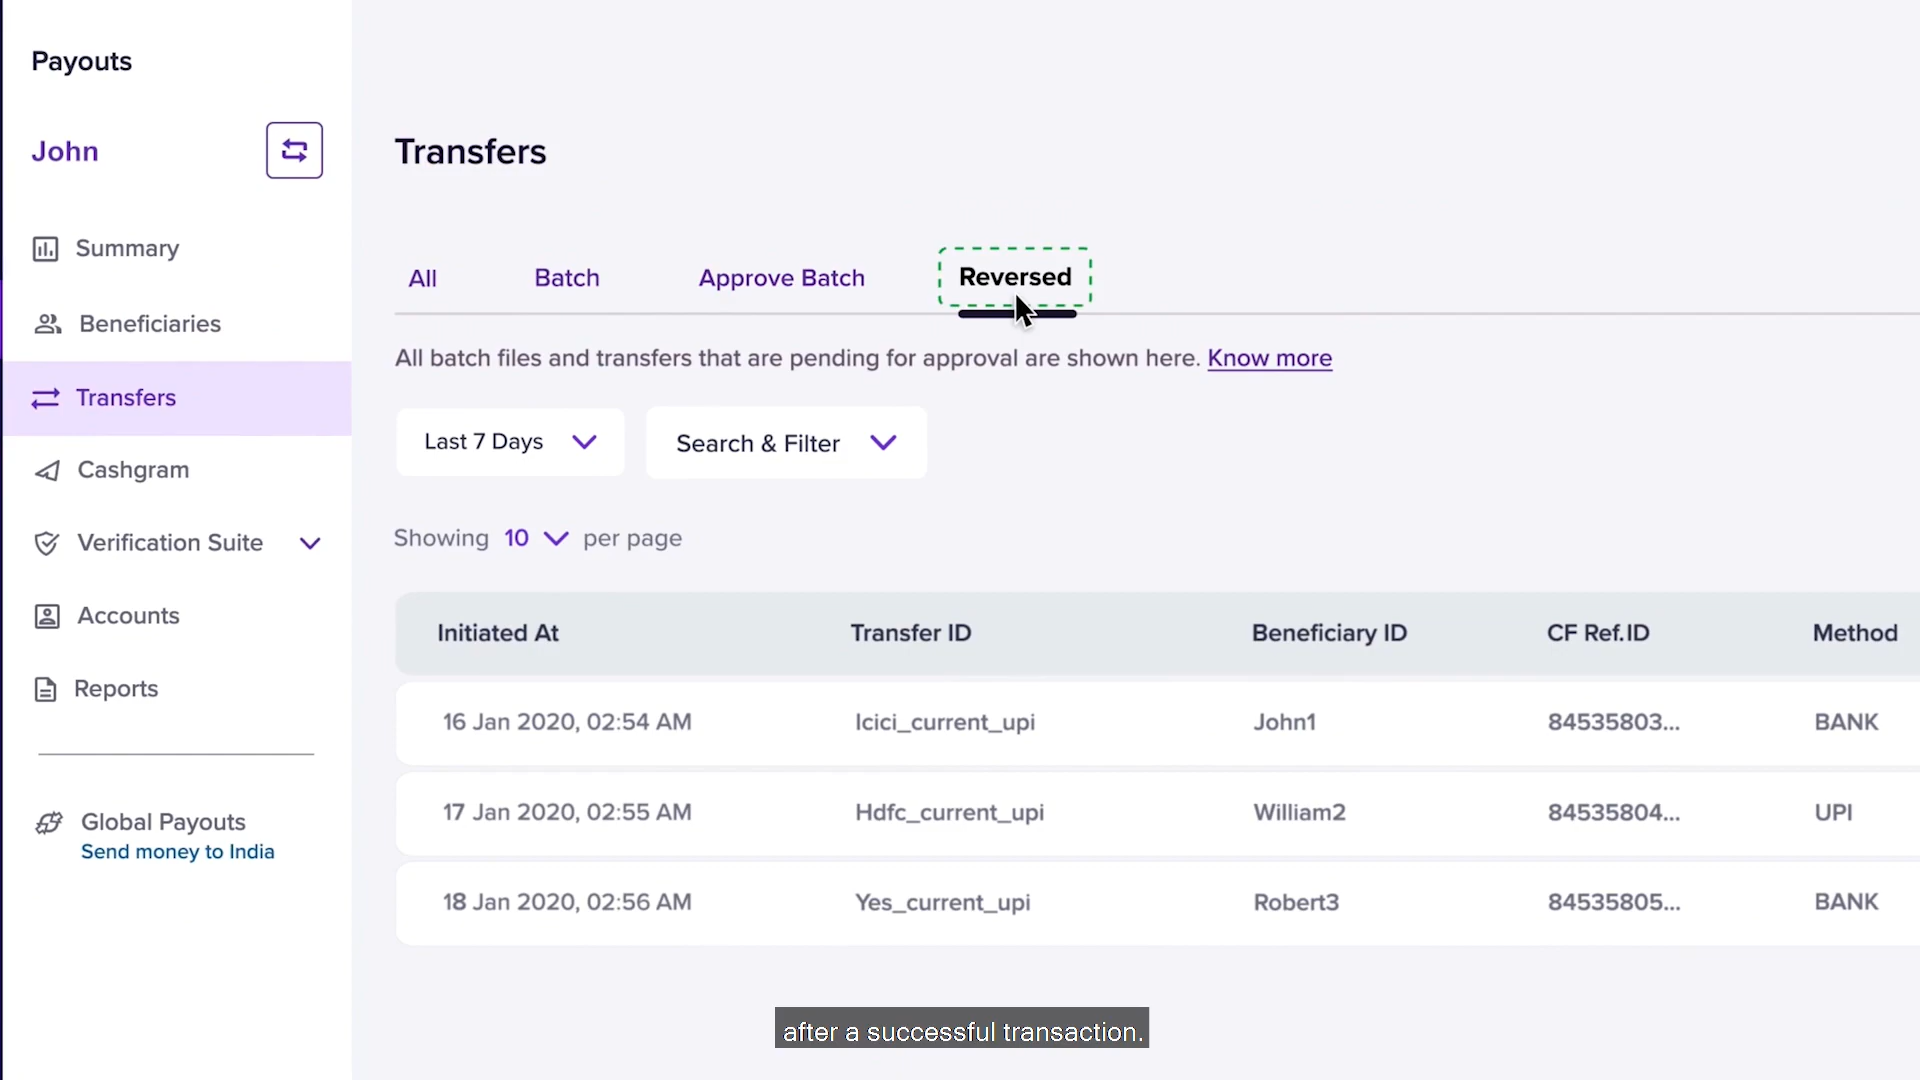 Payouts
John
Summary
Beneficiaries
Transfers
Cashgram
Verification Suite
Accounts
Reports
Global Payouts
Send money to India
Transfers
All Batch Approve Batch Reversed
All batch files and transfers that are pending for approval are shown here. Know more
Last 7 Days Search & Filter
Showing 10 per page
Initiated At Transfer ID Beneficiary ID CF Ref.ID Method
16 Jan 2020, 02:54 AM Icici_current_upi John1 84535803... BANK
17 Jan 2020, 02:55 AM Hdfc_current_upi William2 84535804... UPI
18 Jan 2020, 02:56 AM Yes_current_upi Robert3 84535805... BANK
after a successful transaction.